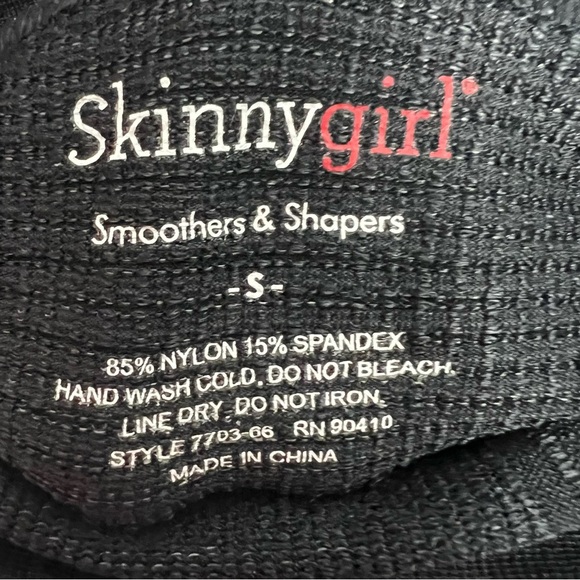 Skinnygirl®
Smoothers & Shapers
-S-
85% NYLON 15% SPANDEX
HAND WASH COLD. DO NOT BLEACH.
LINE DRY. DO NOT IRON.
STYLE 7703-66 RN 90410
MADE IN CHINA